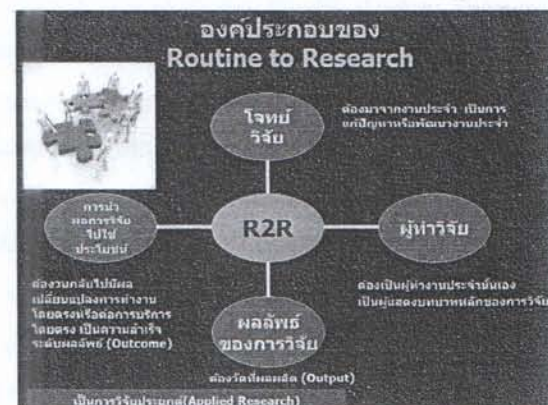 องค์ประกอบของ
Routine to Research
โจทย์
วิจัย
ต้องมาจากงานประจำ เป็นการ
แก้ปัญหาหรือพัฒนางานประจำ
การนำ
ผลการวิจัย
ไปใช้
ประโยชน์
R2R
ผู้ทำวิจัย
ต้องวนกลับไปมีผล
เปลี่ยนแปลงการทำงาน
โดยตรงหรือต่อการบริการ
โดยตรง เป็นความสำเร็จ
ระดับผลลัพธ์ (Outcome)
ต้องเป็นผู้ทำงานประจำนั้นเอง
เป็นผู้แสดงบทบาทหลักของการวิจัย
ผลลัพธ์
ของการวิจัย
ต้องวัดที่ผลผลิต (Output)
เป็นการวิจัยประยุกต์(Applied Research)